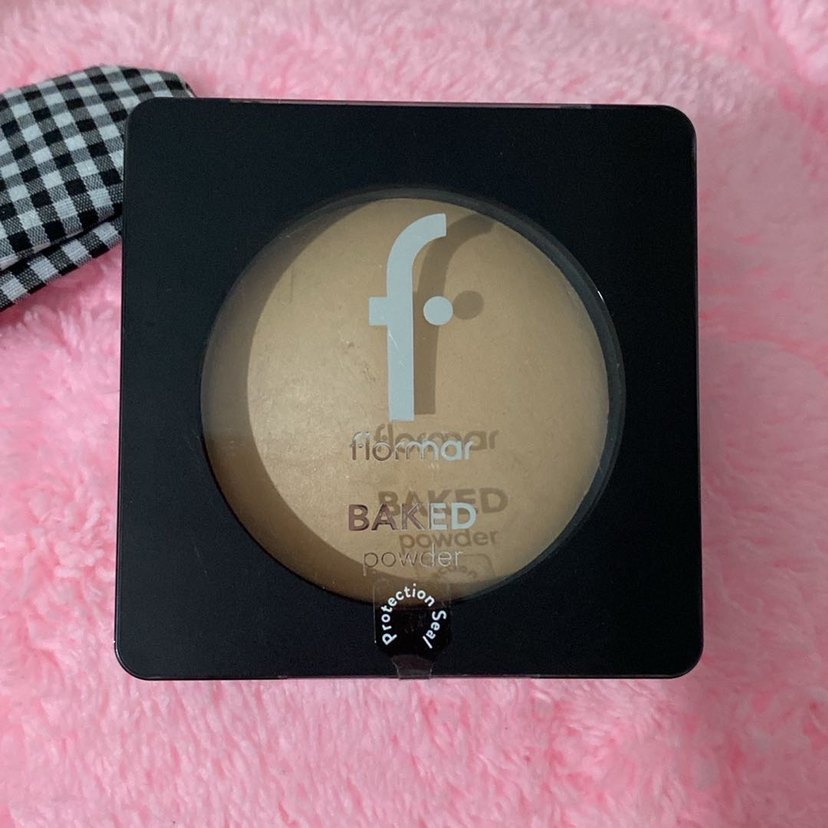 f
flormar
BAKED
powder
Protection Seal